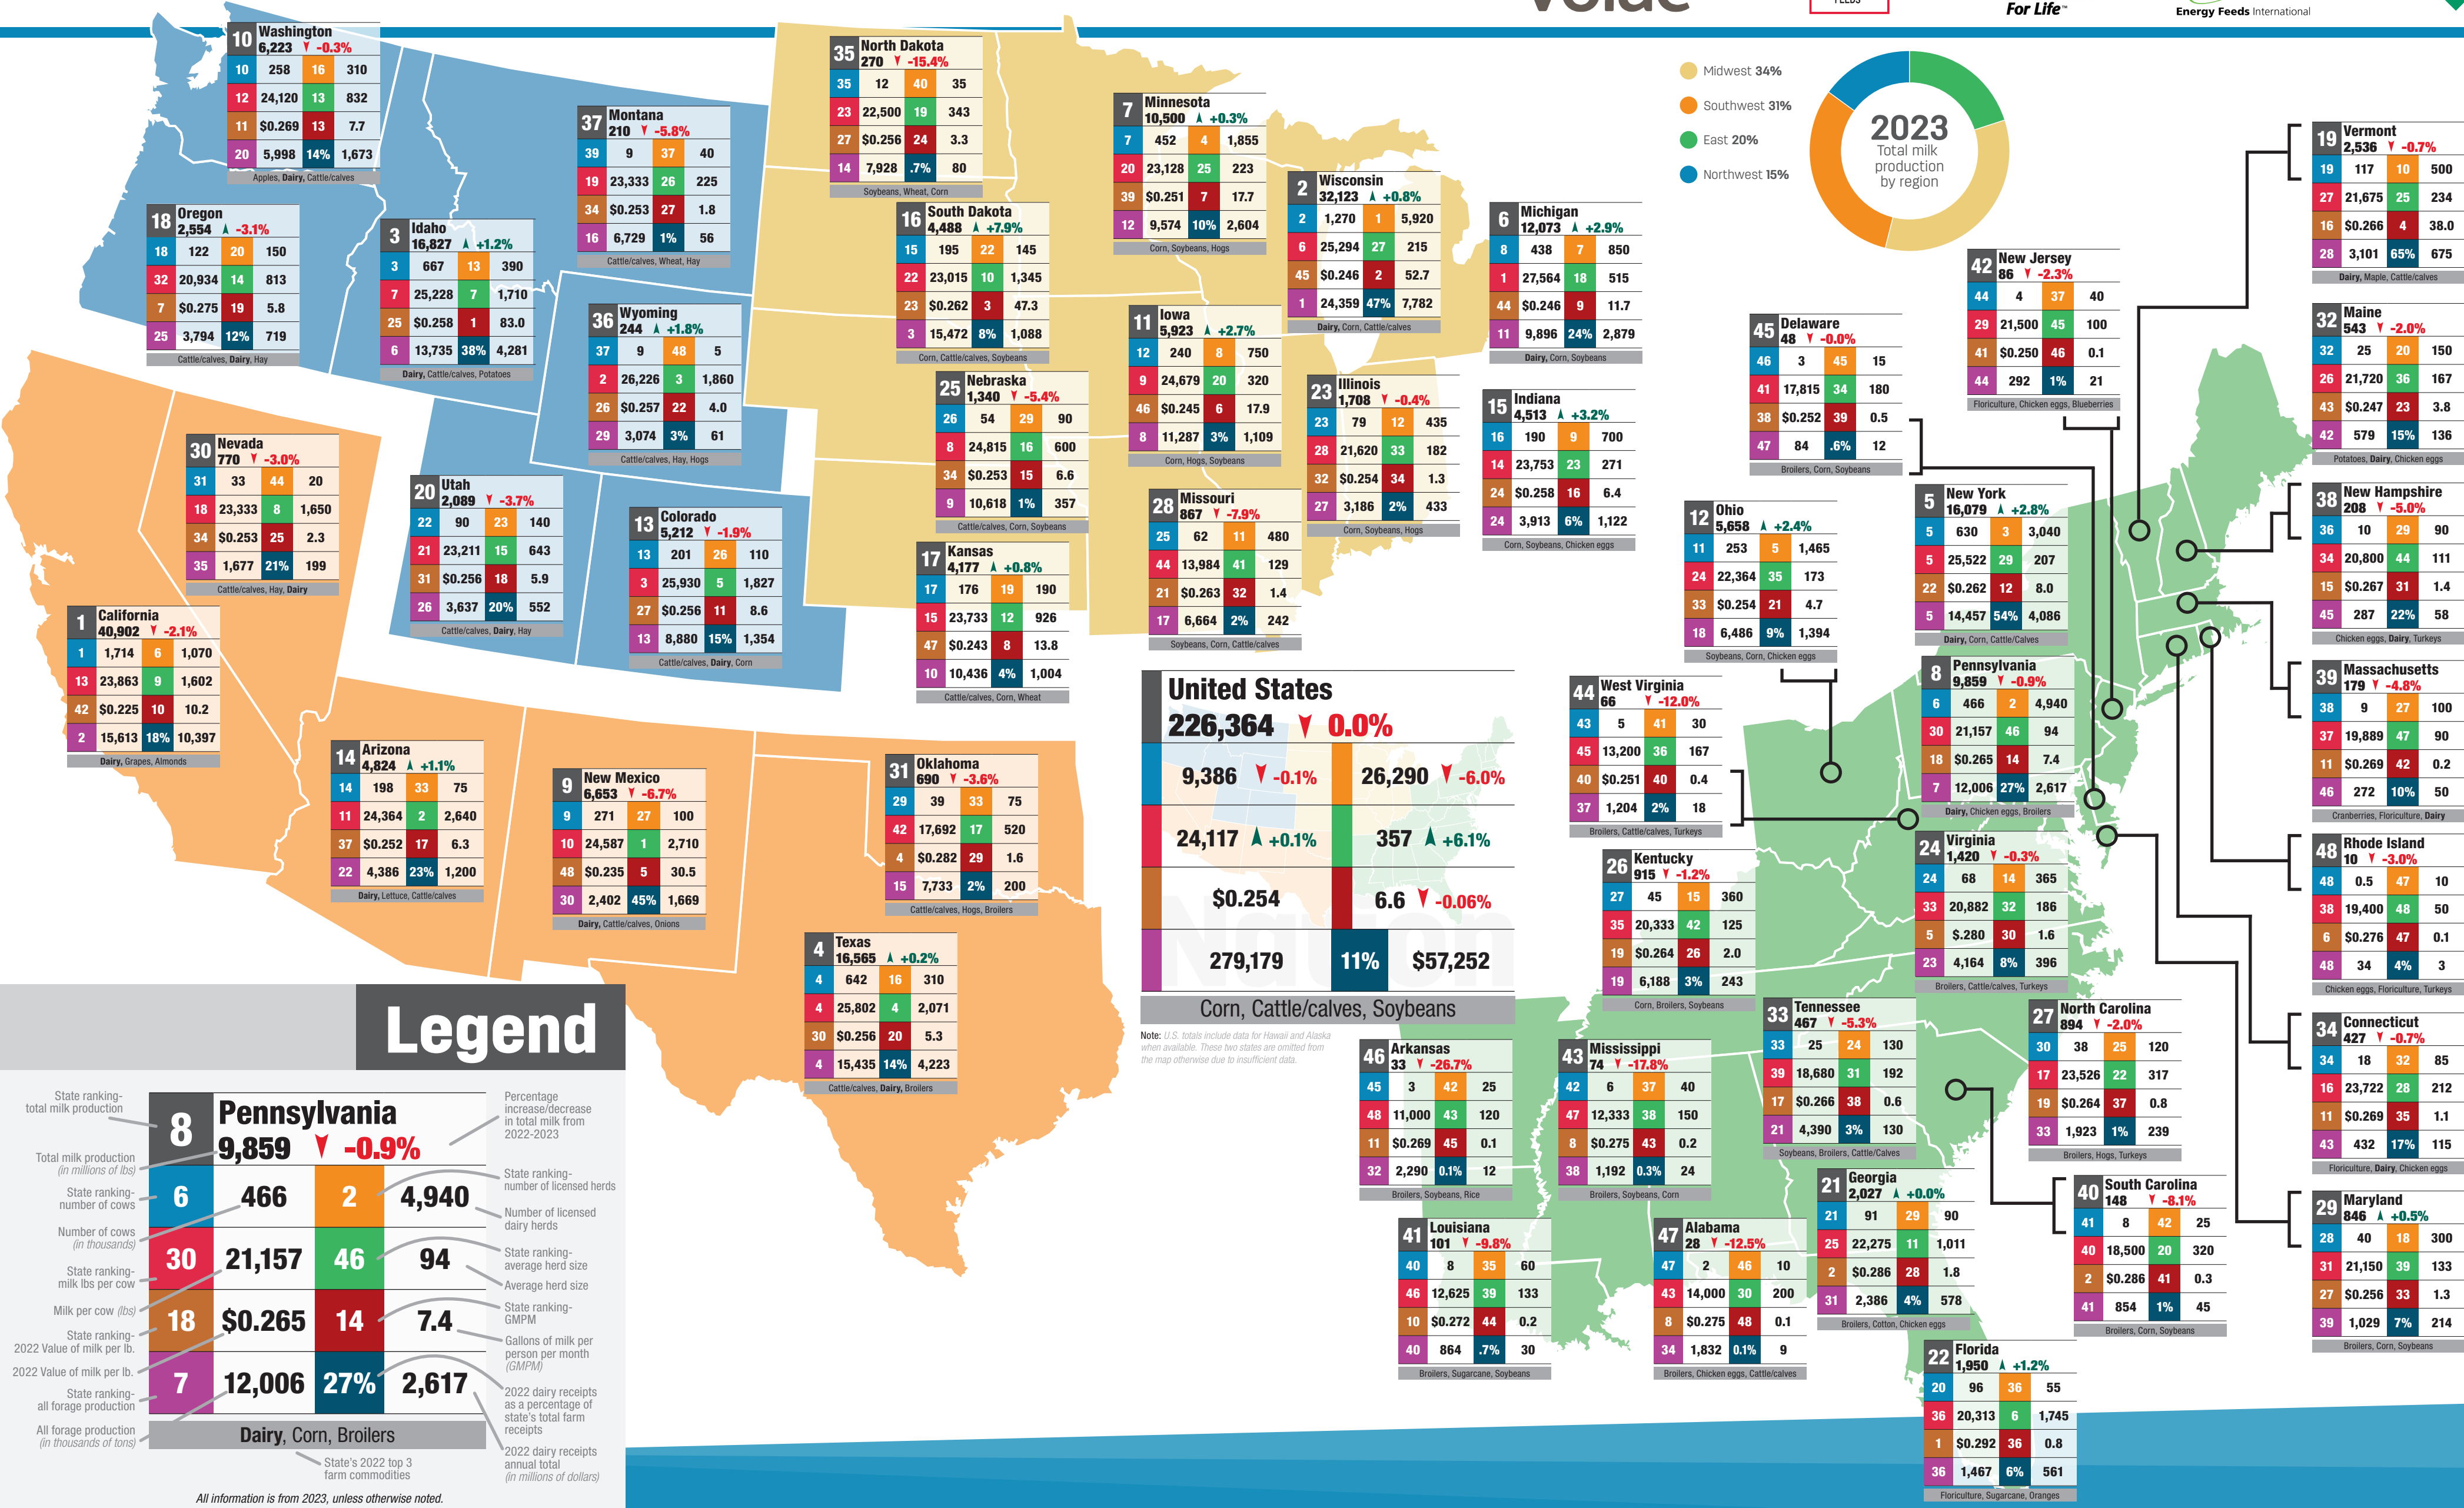 For Life™
Energy Feeds International
Midwest 34%
Southwest 31%
East 20%
Northwest 15%
2023
Total milk
production
by region
10 Washington
6,223 -0.3%
10 258 16 310
12 24,120 13 832
11 $0.269 13 7.7
20 5,998 14% 1,673
Apples, Dairy, Cattle/calves
18 Oregon
2,554 -3.1%
18 122 20 150
32 20,934 14 813
7 $0.275 19 5.8
25 3,794 12% 719
Cattle/calves, Dairy, Hay
3 Idaho
16,827 +1.2%
3 667 13 390
7 25,228 7 1,710
25 $0.258 1 83.0
6 13,735 38% 4,281
Dairy, Cattle/calves, Potatoes
37 Montana
210 -5.8%
39 9 37 40
19 23,333 26 225
34 $0.253 27 1.8
16 6,729 1% 56
Cattle/calves, Wheat, Hay
36 Wyoming
244 +1.8%
37 9 48 5
2 26,226 3 1,860
26 $0.257 22 4.0
29 3,074 3% 61
Cattle/calves, Hay, Hogs
30 Nevada
770 -3.0%
31 33 44 20
18 23,333 8 1,650
34 $0.253 25 2.3
35 1,677 21% 199
Cattle/calves, Hay, Dairy
20 Utah
2,089 -3.7%
22 90 23 140
21 23,211 15 643
31 $0.256 18 5.9
26 3,637 20% 552
Cattle/calves, Dairy, Hay
13 Colorado
5,212 -1.9%
13 201 26 110
3 25,930 5 1,827
27 $0.256 11 8.6
13 8,880 15% 1,354
Cattle/calves, Dairy, Corn
1 California
40,902 -2.1%
1 1,714 6 1,070
13 23,863 9 1,602
42 $0.225 10 10.2
2 15,613 18% 10,397
Dairy, Grapes, Almonds
14 Arizona
4,824 +1.1%
14 198 33 75
11 24,364 2 2,640
37 $0.252 17 6.3
22 4,386 23% 1,200
Dairy, Lettuce, Cattle/calves
9 New Mexico
6,653 -6.7%
9 271 27 100
10 24,587 1 2,710
48 $0.235 5 30.5
30 2,402 45% 1,669
Dairy, Cattle/calves, Onions
31 Oklahoma
690 -3.6%
29 39 33 75
42 17,692 17 520
4 $0.282 29 1.6
15 7,733 2% 200
Cattle/calves, Hogs, Broilers
4 Texas
16,565 +0.2%
4 642 16 310
4 25,802 4 2,071
30 $0.256 20 5.3
4 15,435 14% 4,223
Cattle/calves, Dairy, Broilers
35 North Dakota
270 -15.4%
35 12 40 35
23 22,500 19 343
27 $0.256 24 3.3
14 7,928 .7% 80
Soybeans, Wheat, Corn
16 South Dakota
4,488 +7.9%
15 195 22 145
22 23,015 10 1,345
23 $0.262 3 47.3
3 15,472 8% 1,088
Corn, Cattle/calves, Soybeans
25 Nebraska
1,340 -5.4%
26 54 29 90
8 24,815 16 600
34 $0.253 15 6.6
9 10,618 1% 357
Cattle/calves, Corn, Soybeans
17 Kansas
4,177 +0.8%
17 176 19 190
15 23,733 12 926
47 $0.243 8 13.8
10 10,436 4% 1,004
Cattle/calves, Corn, Wheat
7 Minnesota
10,500 +0.3%
7 452 4 1,855
20 23,128 25 223
39 $0.251 7 17.7
12 9,574 10% 2,604
Corn, Soybeans, Hogs
2 Wisconsin
32,123 +0.8%
2 1,270 1 5,920
6 25,294 27 215
45 $0.246 2 52.7
1 24,359 47% 7,782
Dairy, Corn, Cattle/calves
6 Michigan
12,073 +2.9%
8 438 7 850
1 27,564 18 515
44 $0.246 9 11.7
11 9,896 24% 2,879
Dairy, Corn, Soybeans
11 Iowa
5,923 +2.7%
12 240 8 750
9 24,679 20 320
46 $0.245 6 17.9
8 11,287 3% 1,109
Corn, Hogs, Soybeans
23 Illinois
1,708 -0.4%
23 79 12 435
28 21,620 33 182
32 $0.254 34 1.3
27 3,186 2% 433
Corn, Soybeans, Hogs
15 Indiana
4,513 +3.2%
16 190 9 700
14 23,753 23 271
24 $0.258 16 6.4
24 3,913 6% 1,122
Corn, Soybeans, Chicken eggs
28 Missouri
867 -7.9%
25 62 11 480
44 13,984 41 129
21 $0.263 32 1.4
17 6,664 2% 242
Soybeans, Corn, Cattle/calves
12 Ohio
5,658 +2.4%
11 253 5 1,465
24 22,364 35 173
33 $0.254 21 4.7
18 6,486 9% 1,394
Soybeans, Corn, Chicken eggs
United States
226,364 0.0%
9,386 -0.1% 26,290 -6.0%
24,117 +0.1% 357 +6.1%
$0.254 6.6 -0.06%
279,179 11% $57,252
Corn, Cattle/calves, Soybeans
Note: U.S. totals include data for Hawaii and Alaska
when available. These two states are omitted from
the map otherwise due to insufficient data.
45 Delaware
48 -0.0%
46 3 45 15
41 17,815 34 180
38 $0.252 39 0.5
47 84 .6% 12
Broilers, Corn, Soybeans
42 New Jersey
86 -2.3%
44 4 37 40
29 21,500 45 100
41 $0.250 46 0.1
44 292 1% 21
Floriculture, Chicken eggs, Blueberries
5 New York
16,079 +2.8%
5 630 3 3,040
5 25,522 29 207
22 $0.262 12 8.0
5 14,457 54% 4,086
Dairy, Corn, Cattle/Calves
8 Pennsylvania
9,859 -0.9%
6 466 2 4,940
30 21,157 46 94
18 $0.265 14 7.4
7 12,006 27% 2,617
Dairy, Chicken eggs, Broilers
44 West Virginia
66 -12.0%
43 5 41 30
45 13,200 36 167
40 $0.251 40 0.4
37 1,204 2% 18
Broilers, Cattle/calves, Turkeys
26 Kentucky
915 -1.2%
27 45 15 360
35 20,333 42 125
19 $0.264 26 2.0
19 6,188 3% 243
Corn, Broilers, Soybeans
24 Virginia
1,420 -0.3%
24 68 14 365
33 20,882 32 186
5 $.280 30 1.6
23 4,164 8% 396
Broilers, Cattle/calves, Turkeys
33 Tennessee
467 -5.3%
33 25 24 130
39 18,680 31 192
17 $0.266 38 0.6
21 4,390 3% 130
Soybeans, Broilers, Cattle/Calves
27 North Carolina
894 -2.0%
30 38 25 120
17 23,526 22 317
19 $0.264 37 0.8
33 1,923 1% 239
Broilers, Hogs, Turkeys
46 Arkansas
33 -26.7%
45 3 42 25
48 11,000 43 120
11 $0.269 45 0.1
32 2,290 0.1% 12
Broilers, Soybeans, Rice
43 Mississippi
74 -17.8%
42 6 37 40
47 12,333 38 150
8 $0.275 43 0.2
38 1,192 0.3% 24
Broilers, Soybeans, Corn
41 Louisiana
101 -9.8%
40 8 35 60
46 12,625 39 133
10 $0.272 44 0.2
40 864 .7% 30
Broilers, Sugarcane, Soybeans
47 Alabama
28 -12.5%
47 2 46 10
43 14,000 30 200
8 $0.275 48 0.1
34 1,832 0.1% 9
Broilers, Chicken eggs, Cattle/calves
21 Georgia
2,027 +0.0%
21 91 29 90
25 22,275 11 1,011
2 $0.286 28 1.8
31 2,386 4% 578
Broilers, Cotton, Chicken eggs
40 South Carolina
148 -8.1%
41 8 42 25
40 18,500 20 320
2 $0.286 41 0.3
41 854 1% 45
Broilers, Corn, Soybeans
22 Florida
1,950 +1.2%
20 96 36 55
36 20,313 6 1,745
1 $0.292 36 0.8
36 1,467 6% 561
Floriculture, Sugarcane, Oranges
19 Vermont
2,536 -0.7%
19 117 10 500
27 21,675 25 234
16 $0.266 4 38.0
28 3,101 65% 675
Dairy, Maple, Cattle/calves
32 Maine
543 -2.0%
32 25 20 150
26 21,720 36 167
43 $0.247 23 3.8
42 579 15% 136
Potatoes, Dairy, Chicken eggs
38 New Hampshire
208 -5.0%
36 10 29 90
34 20,800 44 111
15 $0.267 31 1.4
45 287 22% 58
Chicken eggs, Dairy, Turkeys
39 Massachusetts
179 -4.8%
38 9 27 100
37 19,889 47 90
11 $0.269 42 0.2
46 272 10% 50
Cranberries, Floriculture, Dairy
48 Rhode Island
10 -3.0%
48 0.5 47 10
38 19,400 48 50
6 $0.276 47 0.1
48 34 4% 3
Chicken eggs, Floriculture, Turkeys
34 Connecticut
427 -0.7%
34 18 32 85
16 23,722 28 212
11 $0.269 35 1.1
43 432 17% 115
Floriculture, Dairy, Chicken eggs
29 Maryland
846 +0.5%
28 40 18 300
31 21,150 39 133
27 $0.256 33 1.3
39 1,029 7% 214
Broilers, Corn, Soybeans
Legend
8 Pennsylvania
9,859 -0.9%
6 466 2 4,940
30 21,157 46 94
18 $0.265 14 7.4
7 12,006 27% 2,617
Dairy, Corn, Broilers
State ranking-
total milk production
Total milk production
(in millions of lbs)
State ranking-
number of cows
Number of cows
(in thousands)
State ranking-
milk lbs per cow
Milk per cow (lbs)
State ranking-
2022 Value of milk per lb.
2022 Value of milk per lb.
State ranking-
all forage production
All forage production
(in thousands of tons)
Percentage
increase/decrease
in total milk from
2022-2023
State ranking-
number of licensed herds
Number of licensed
dairy herds
State ranking-
average herd size
Average herd size
State ranking-
GMPM
Gallons of milk per
person per month
(GMPM)
2022 dairy receipts
as a percentage of
state's total farm
receipts
2022 dairy receipts
annual total
(in millions of dollars)
State's 2022 top 3
farm commodities
All information is from 2023, unless otherwise noted.